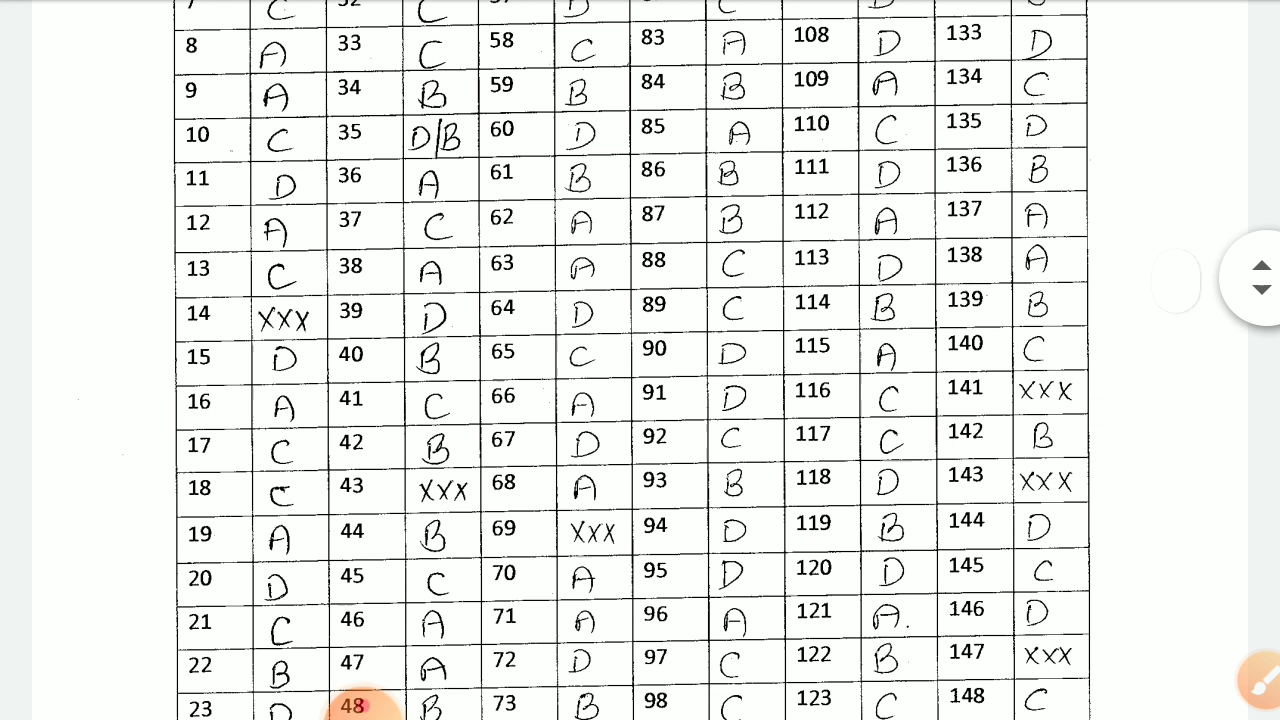 7 C 32 C 57 B C D B
8 A 33 C 58 C 83 A 108 D 133 D
9 A 34 B 59 B 84 B 109 A 134 C
10 C 35 D/B 60 D 85 A 110 C 135 D
11 D 36 A 61 B 86 B 111 D 136 B
12 A 37 C 62 A 87 B 112 A 137 A
13 C 38 A 63 A 88 C 113 D 138 A
14 XXX 39 D 64 D 89 C 114 B 139 B
15 D 40 B 65 C 90 D 115 A 140 C
16 A 41 C 66 A 91 D 116 C 141 XXX
17 C 42 B 67 D 92 C 117 C 142 B
18 C 43 XXX 68 A 93 B 118 D 143 XXX
19 A 44 B 69 XXX 94 D 119 B 144 D
20 D 45 C 70 A 95 D 120 D 145 C
21 C 46 A 71 A 96 A 121 A. 146 D
22 B 47 A 72 D 97 C 122 B 147 XXX
23 D 48 B 73 B 98 C 123 C 148 C